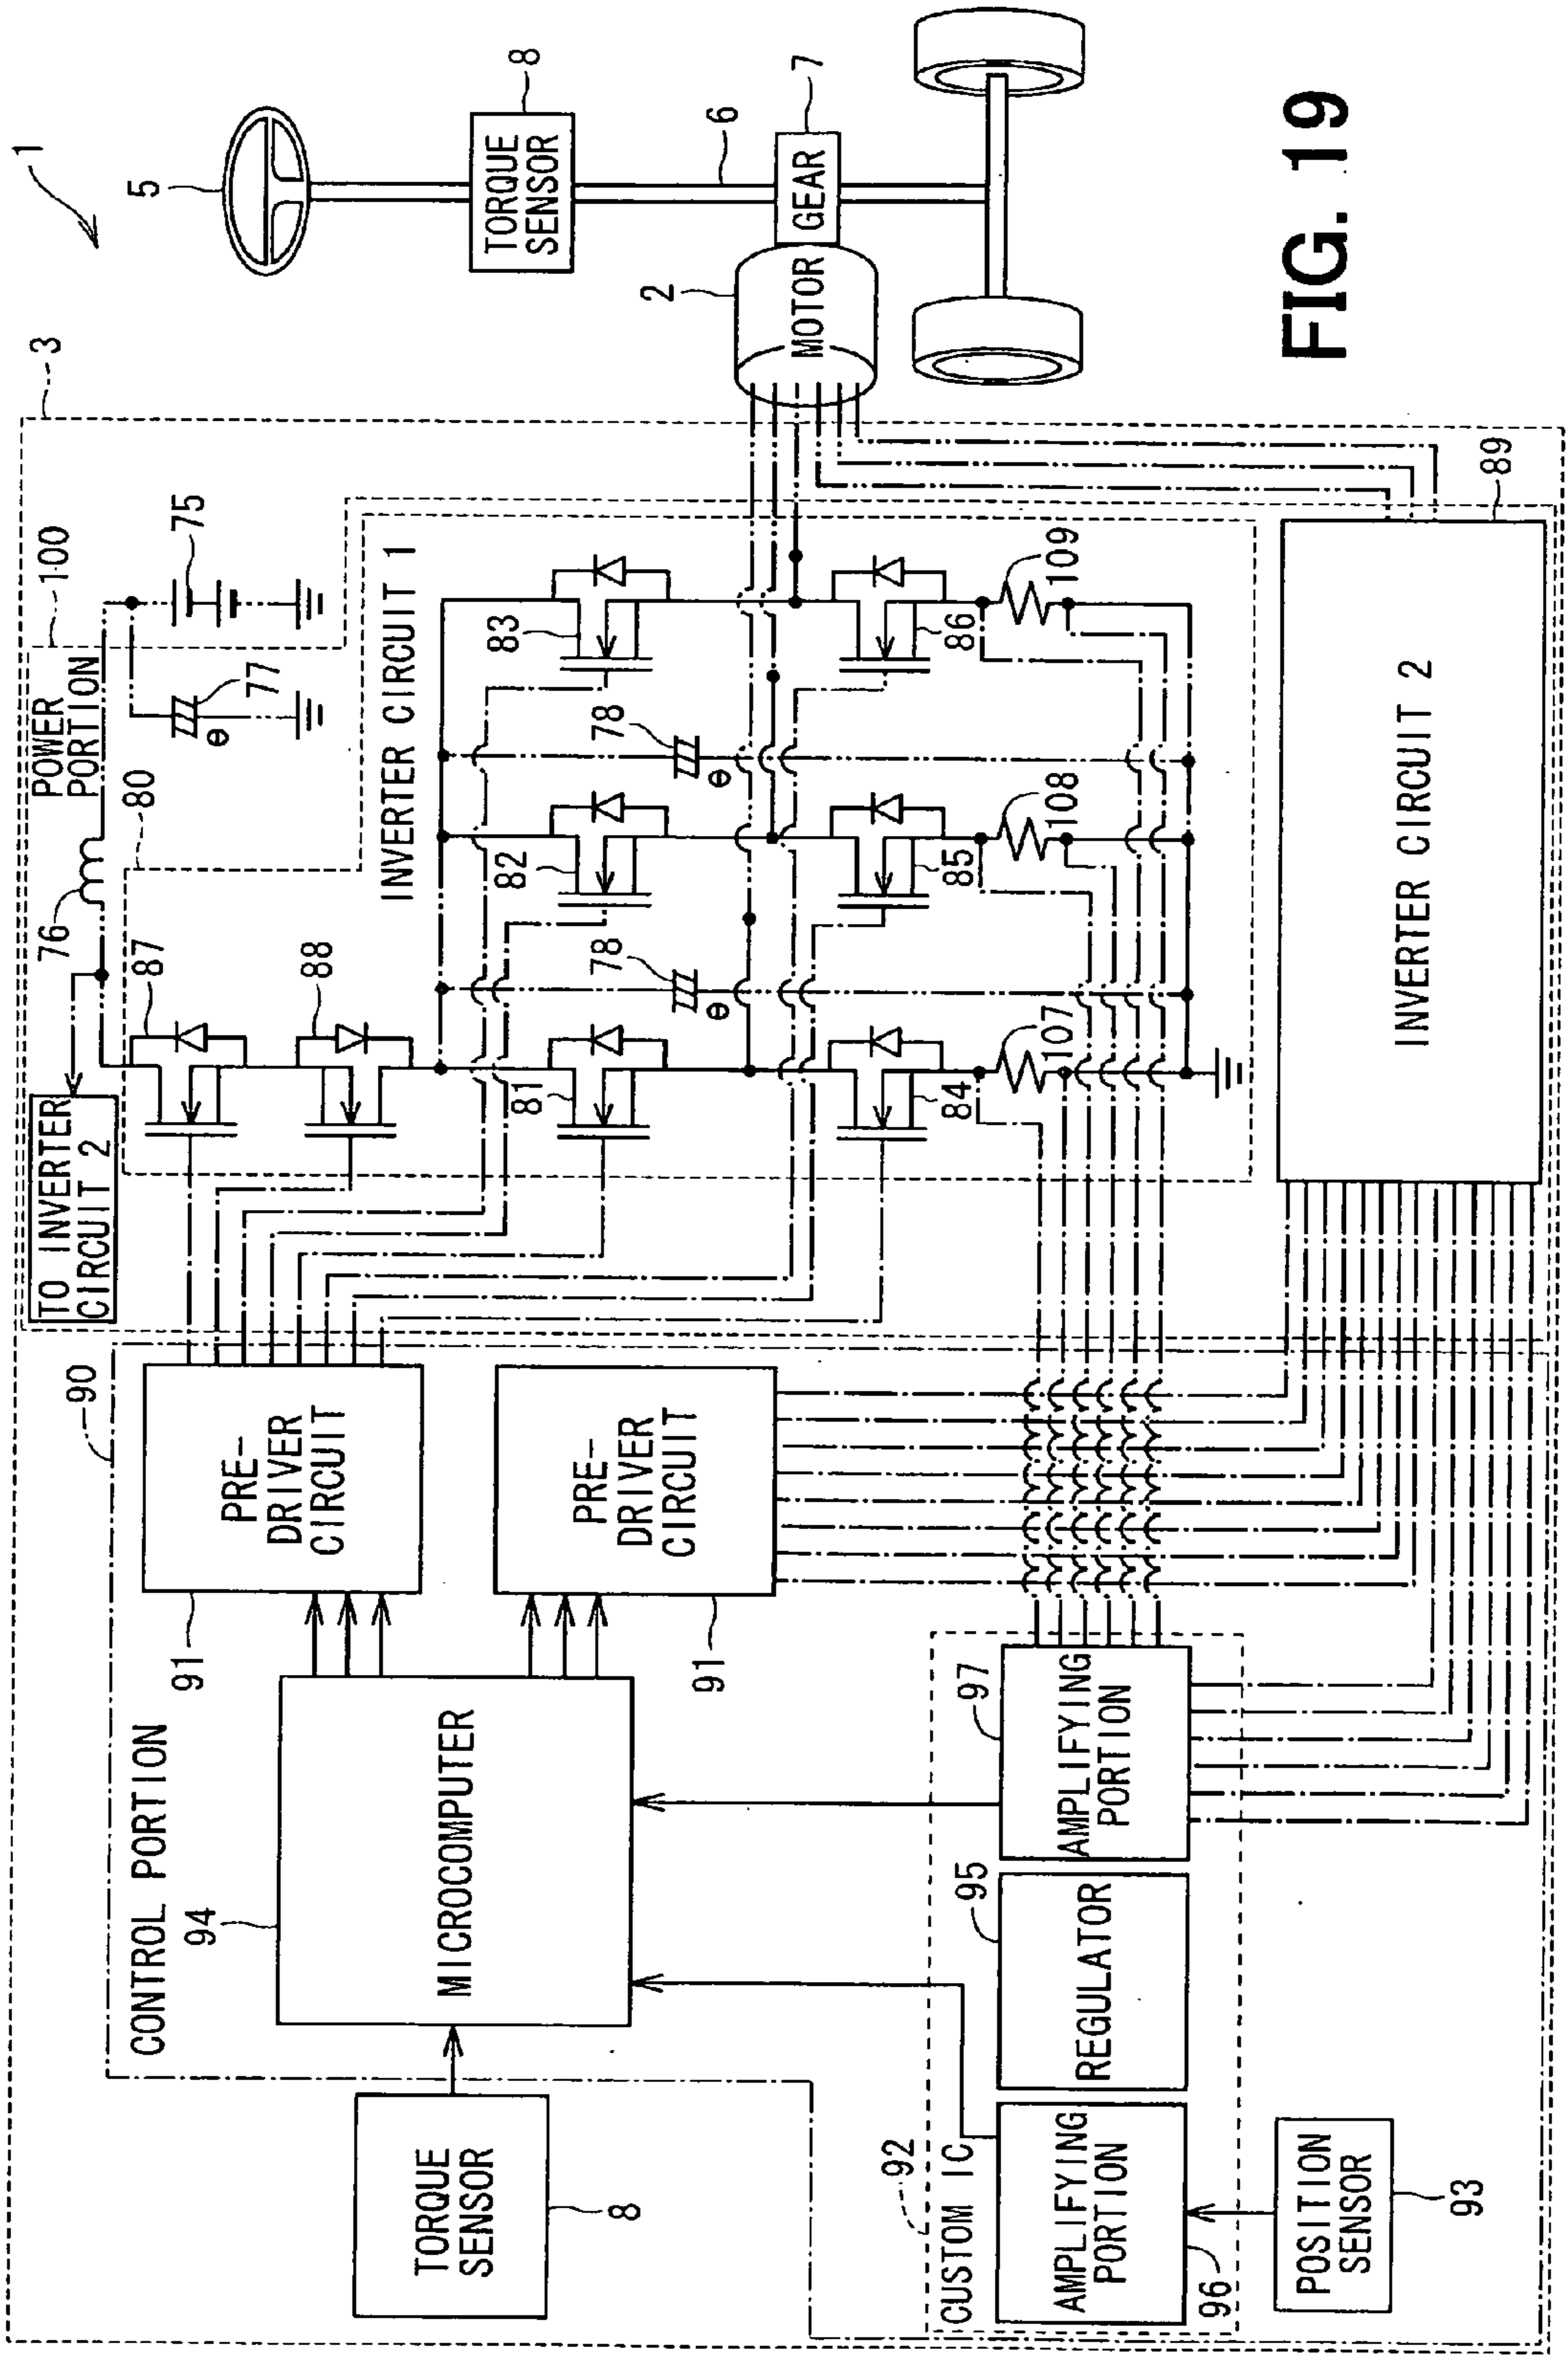 FIG. 19
1
5
TORQUE
SENSOR
8
6
7
GEAR
2
MOTOR
3
100
POWER
PORTION
75
77
⊖
76
80
TO INVERTER
CIRCUIT 2
87
88
INVERTER CIRCUIT 1
81
82
83
78
⊖
78
⊖
84
85
86
107
108
109
INVERTER CIRCUIT 2
89
90
CONTROL PORTION
PRE-
DRIVER
CIRCUIT
91
PRE-
DRIVER
CIRCUIT
91
94
MICROCOMPUTER
TORQUE
SENSOR
8
92
CUSTOM IC
AMPLIFYING
PORTION
97
95
REGULATOR
AMPLIFYING
PORTION
96
POSITION
SENSOR
93